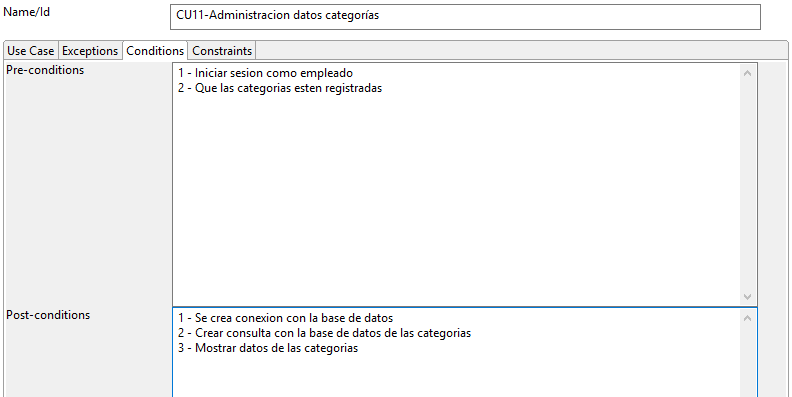 Name/Id
CU11-Administracion datos categorías
Use Case Exceptions Conditions Constraints
Pre-conditions
1 - Iniciar sesion como empleado
2 - Que las categorias esten registradas
Post-conditions
1 - Se crea conexion con la base de datos
2 - Crear consulta con la base de datos de las categorias
3 - Mostrar datos de las categorias